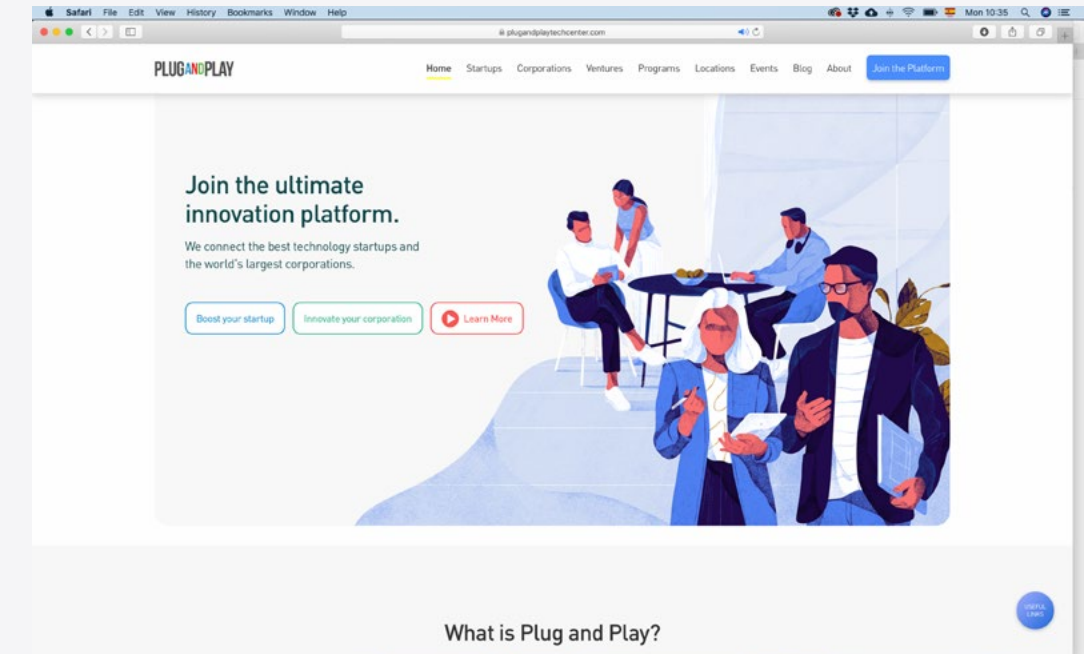 Safari File Edit View History Bookmarks Window Help
Mon 10:35
plugandplaytechcenter.com
PLUGANDPLAY
Home Startups Corporations Ventures Programs Locations Events Blog About Join the Platform
Join the ultimate
innovation platform.
We connect the best technology startups and
the world's largest corporations.
Boost your startup Innovate your corporation Learn More
USEFUL
LINKS
What is Plug and Play?